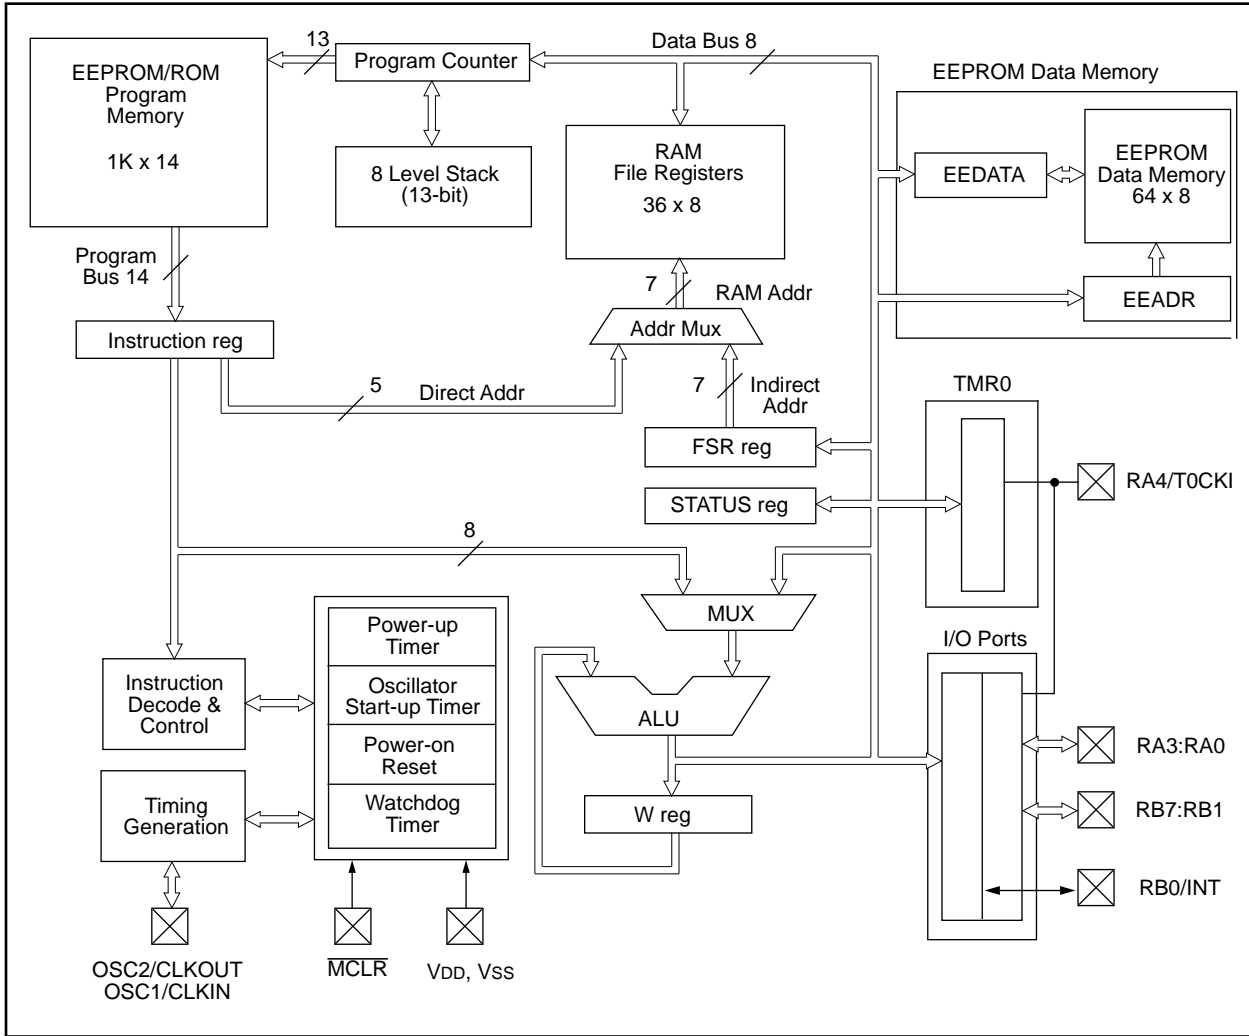 13
Program Counter
Data Bus 8
EEPROM/ROM
Program
Memory
1K x 14
8 Level Stack
(13-bit)
RAM
File Registers
36 x 8
EEPROM Data Memory
EEDATA
EEPROM
Data Memory
64 x 8
EEADR
Program
Bus 14
7
RAM Addr
Addr Mux
Instruction reg
5
Direct Addr
7
Indirect
Addr
FSR reg
STATUS reg
TMR0
RA4/T0CKI
8
MUX
Power-up
Timer
Oscillator
Start-up Timer
Power-on
Reset
Watchdog
Timer
Instruction
Decode &
Control
Timing
Generation
ALU
W reg
I/O Ports
RA3:RA0
RB7:RB1
RB0/INT
OSC2/CLKOUT
OSC1/CLKIN
MCLR
VDD, VSS